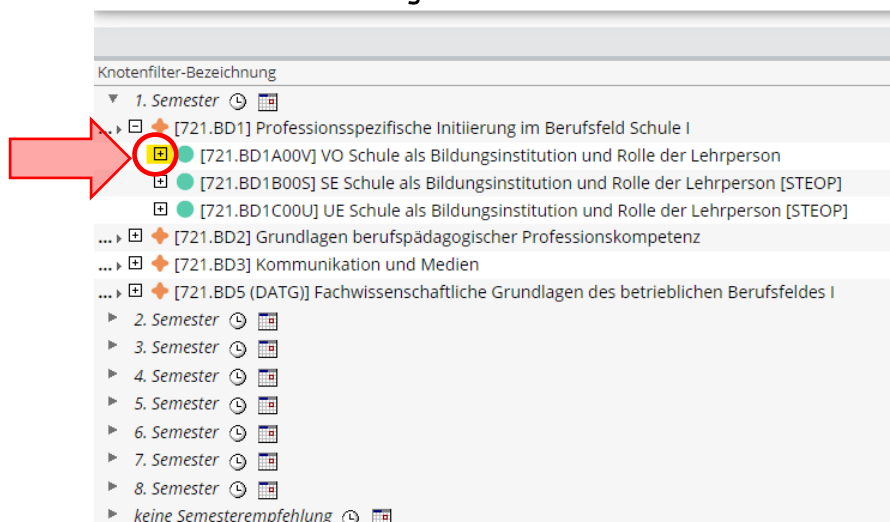 Knotenfilter-Bezeichnung
1. Semester
... [721.BD1] Professionsspezifische Initiierung im Berufsfeld Schule I
[721.BD1A00V] VO Schule als Bildungsinstitution und Rolle der Lehrperson
[721.BD1B00S] SE Schule als Bildungsinstitution und Rolle der Lehrperson [STEOP]
[721.BD1C00U] UE Schule als Bildungsinstitution und Rolle der Lehrperson [STEOP]
... [721.BD2] Grundlagen berufspädagogischer Professionskompetenz
... [721.BD3] Kommunikation und Medien
... [721.BD5 (DATG)] Fachwissenschaftliche Grundlagen des betrieblichen Berufsfeldes I
2. Semester
3. Semester
4. Semester
5. Semester
6. Semester
7. Semester
8. Semester
keine Semesterempfehlung